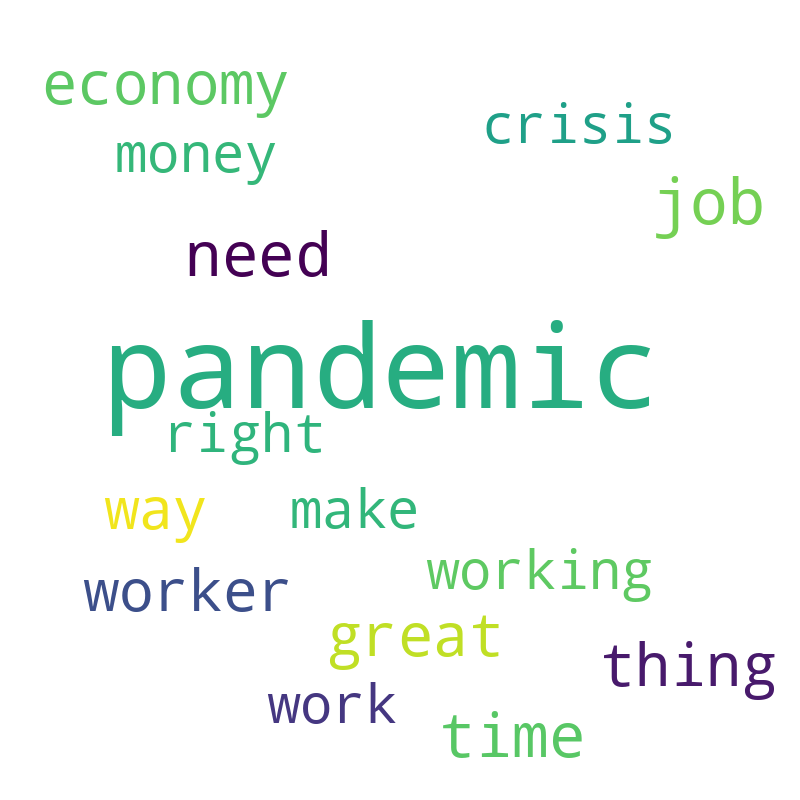 economy
crisis
money
job
need
pandemic
right
way
make
working
worker
great
thing
work
time